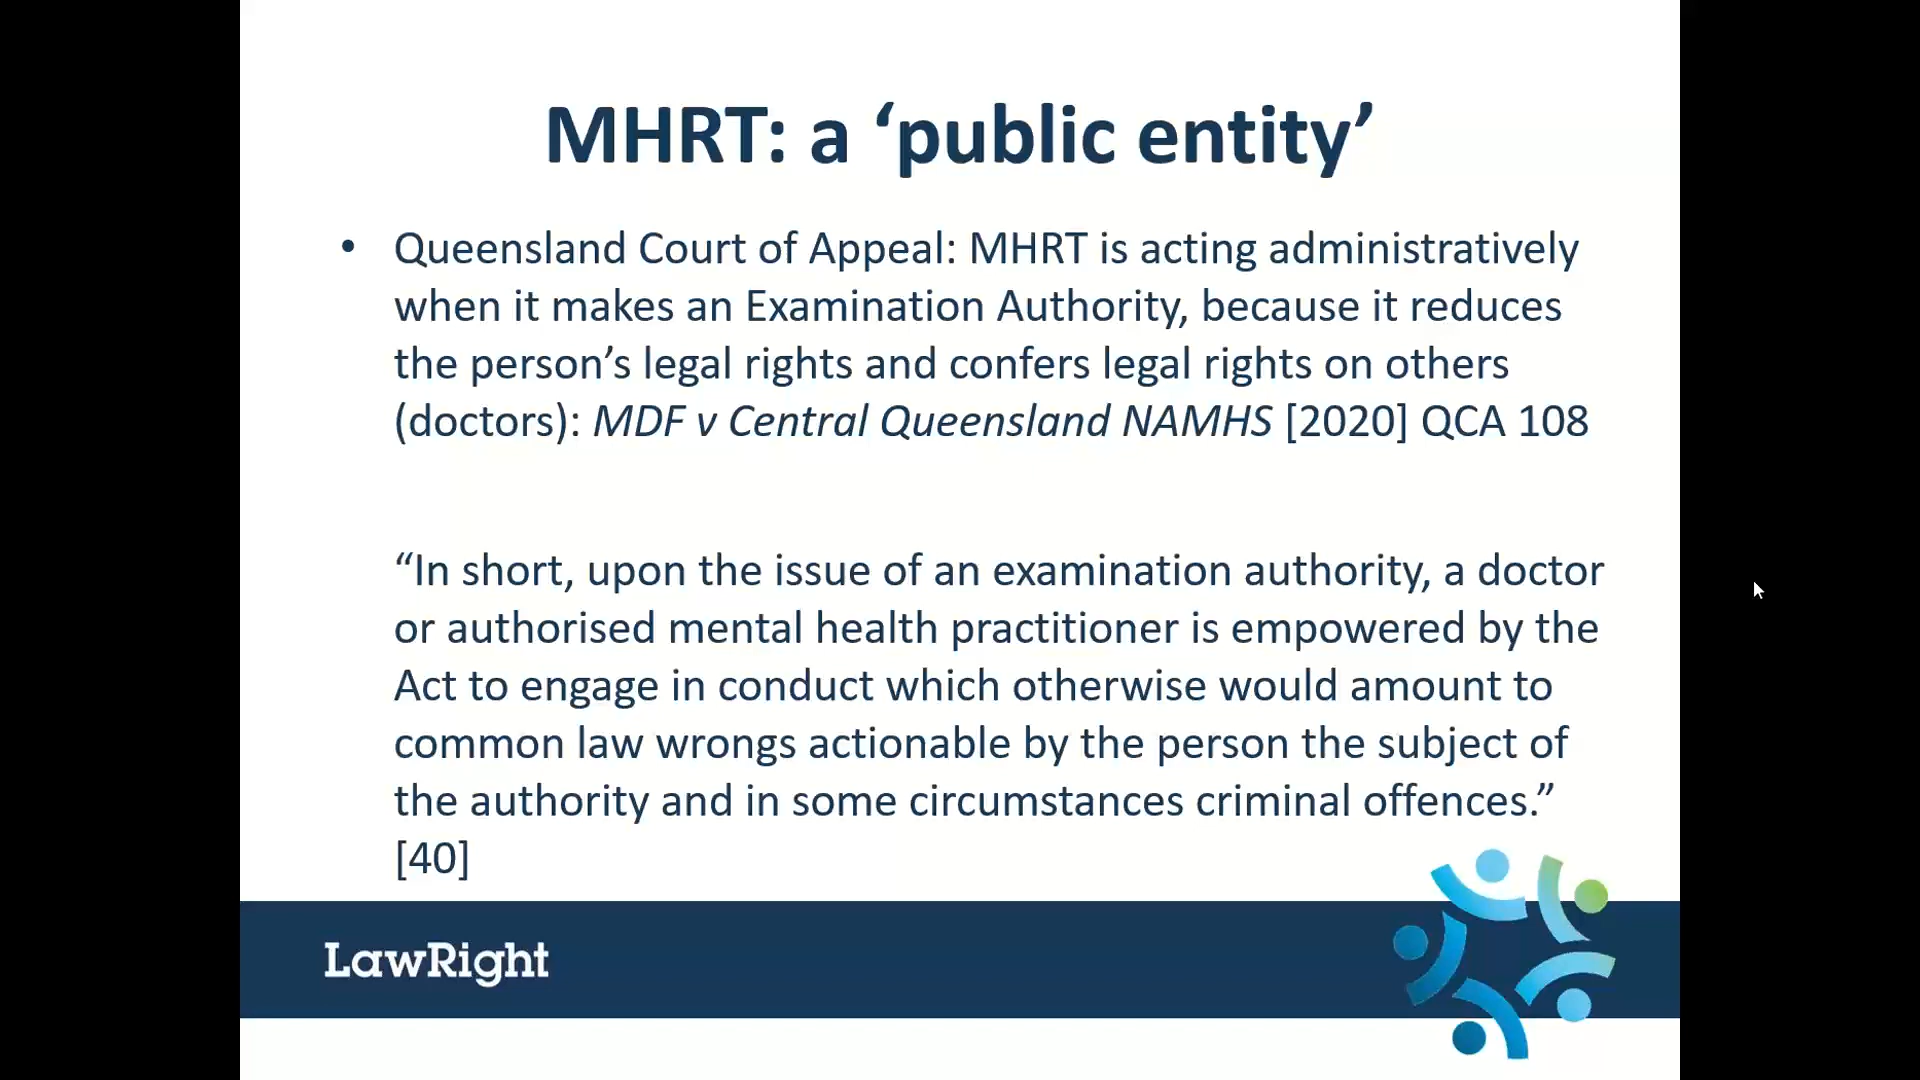 MHRT: a ‘public entity’
• Queensland Court of Appeal: MHRT is acting administratively
when it makes an Examination Authority, because it reduces
the person’s legal rights and confers legal rights on others
(doctors): MDF v Central Queensland NAMHS [2020] QCA 108
“In short, upon the issue of an examination authority, a doctor
or authorised mental health practitioner is empowered by the
Act to engage in conduct which otherwise would amount to
common law wrongs actionable by the person the subject of
the authority and in some circumstances criminal offences.”
[40]
LawRight